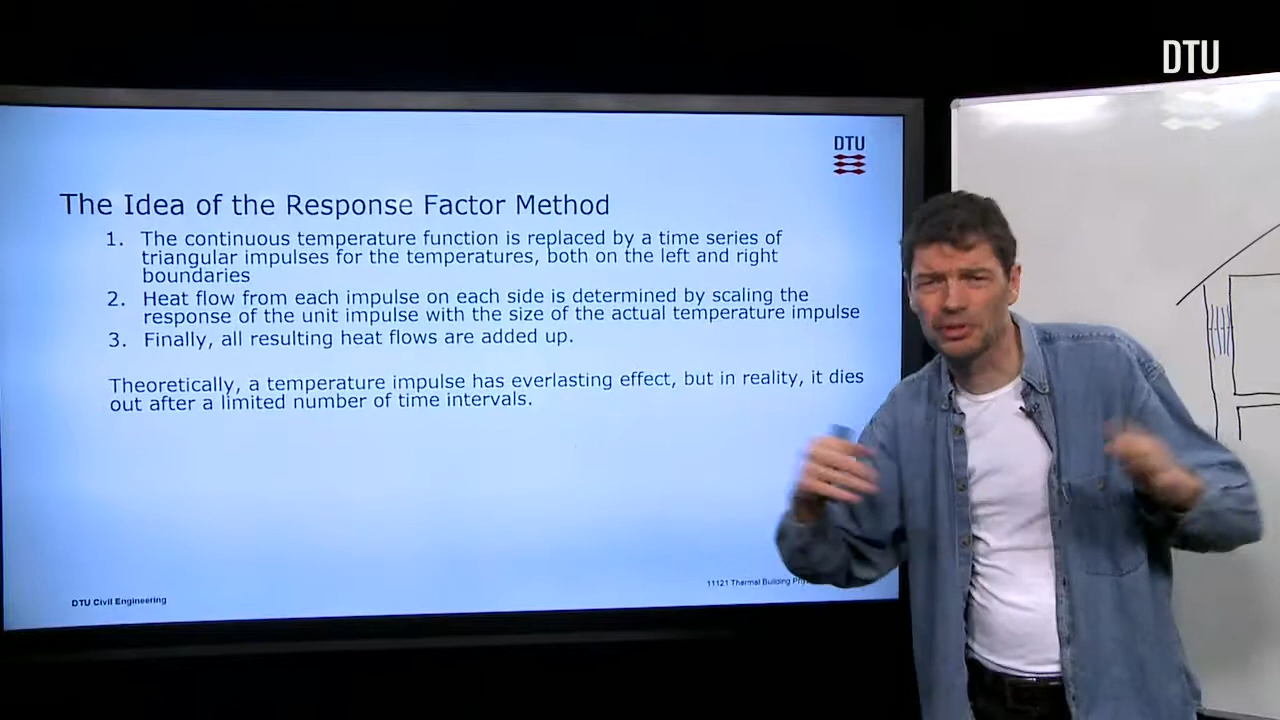 DTU
DTU
The Idea of the Response Factor Method
1. The continuous temperature function is replaced by a time series of
triangular impulses for the temperatures, both on the left and right
boundaries
2. Heat flow from each impulse on each side is determined by scaling the
response of the unit impulse with the size of the actual temperature impulse
3. Finally, all resulting heat flows are added up.
Theoretically, a temperature impulse has everlasting effect, but in reality, it dies
out after a limited number of time intervals.
11121 Thermal Building
DTU Civil Engineering